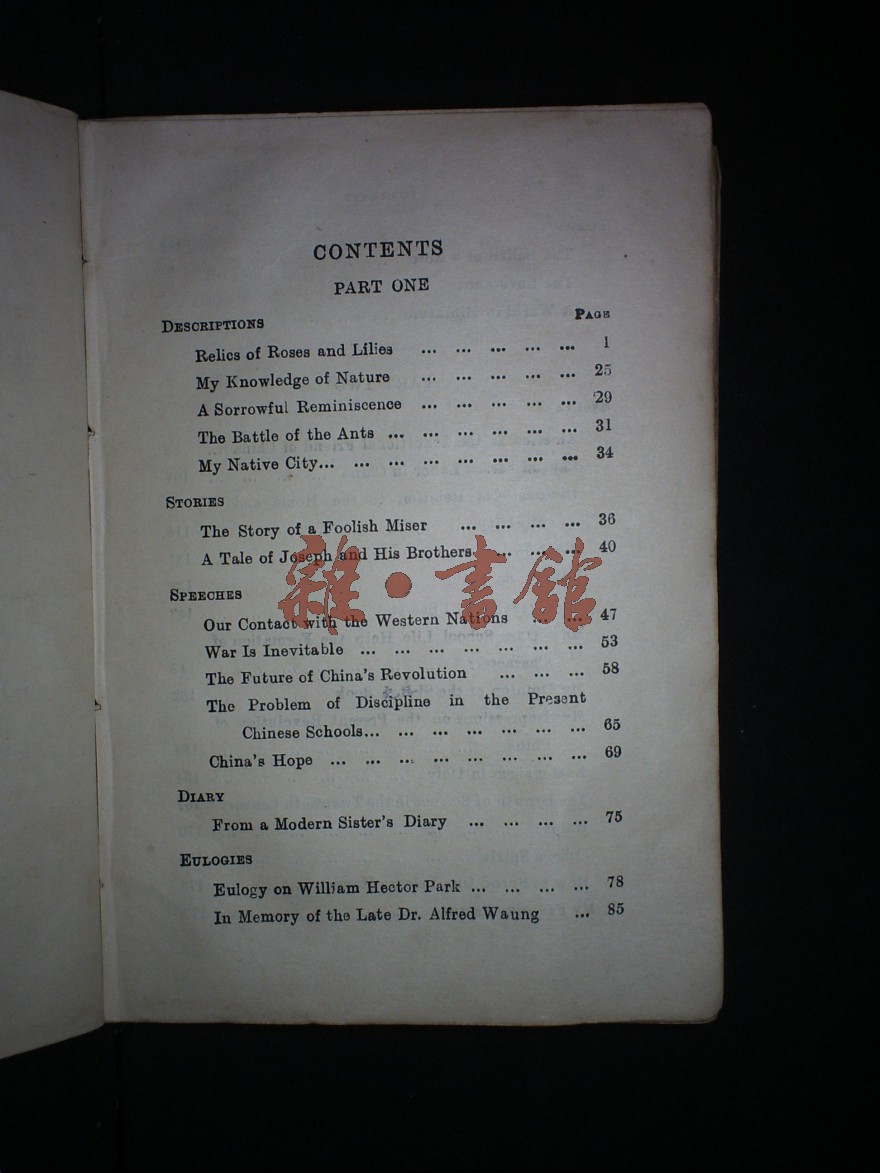 CONTENTS
PART ONE
DESCRIPTIONS PAGE
Relics of Roses and Lilies ... ... ... ... ... 1
My Knowledge of Nature ... ... ... ... ... 25
A Sorrowful Reminiscence ... ... ... ... ... 29
The Battle of the Ants ... ... ... ... ... ... 31
My Native City... ... ... ... ... ... ... ... 34
STORIES
The Story of a Foolish Miser ... ... ... ... 36
A Tale of Joseph and His Brothers ... ... ... 40
雜·書館
SPEECHES
Our Contact with the Western Nations ... ... 47
War Is Inevitable ... ... ... ... ... ... ... 53
The Future of China's Revolution ... ... ... 58
The Problem of Discipline in the Present
Chinese Schools... ... ... ... ... ... ... 65
China's Hope ... ... ... ... ... ... ... ... 69
DIARY
From a Modern Sister's Diary ... ... ... ... 75
EULOGIES
Eulogy on William Hector Park ... ... ... ... 78
In Memory of the Late Dr. Alfred Waung ... 85